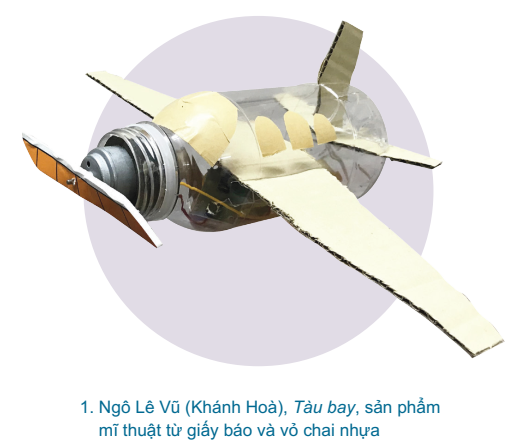 1. Ngô Lê Vũ (Khánh Hoà), Tàu bay, sản phẩm
mĩ thuật từ giấy báo và vỏ chai nhựa